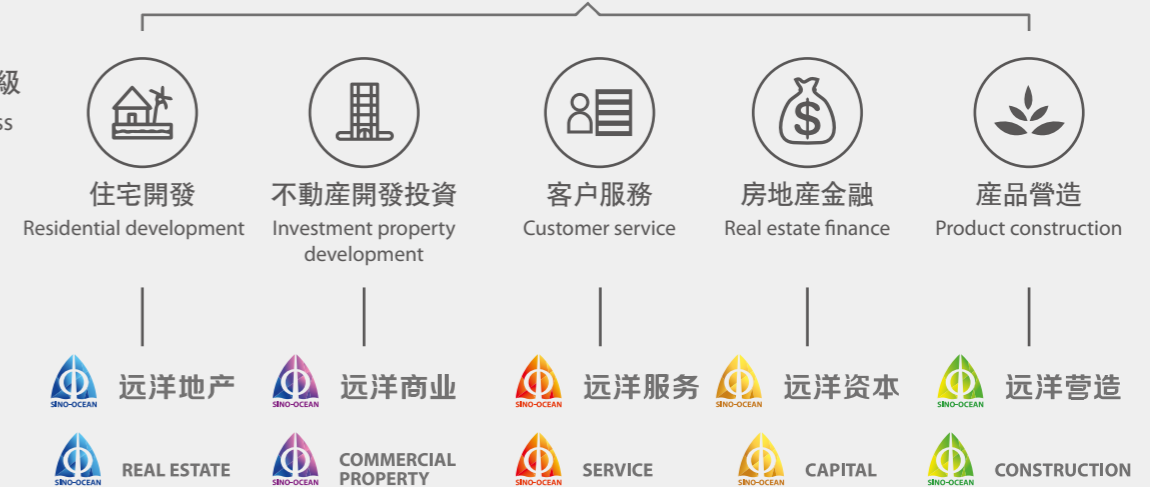 級
ss
$
住宅開發
Residential development
不動產開發投資
Investment property
development
客户服務
Customer service
房地產金融
Real estate finance
產品營造
Product construction
SINO-OCEAN
远洋地产
SINO-OCEAN
远洋商业
SINO-OCEAN
远洋服务
SINO-OCEAN
远洋资本
SINO-OCEAN
远洋营造
SINO-OCEAN
REAL ESTATE
SINO-OCEAN
COMMERCIAL
PROPERTY
SINO-OCEAN
SERVICE
SINO-OCEAN
CAPITAL
SINO-OCEAN
CONSTRUCTION